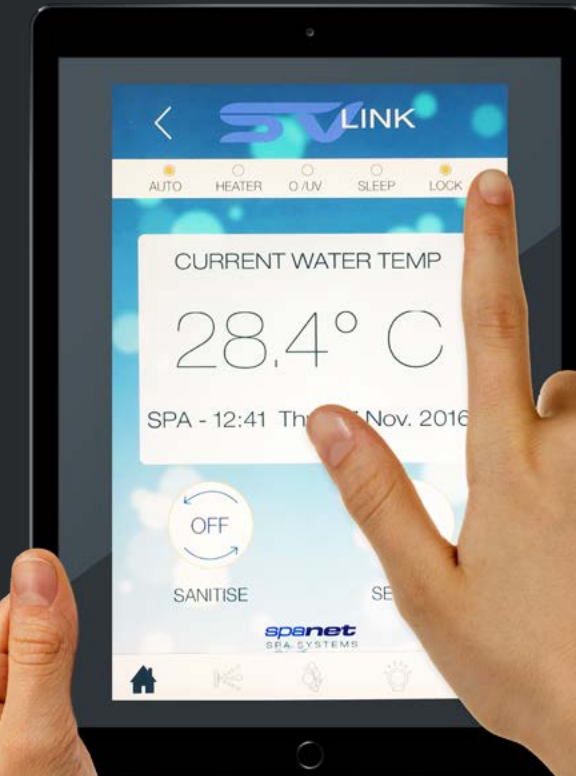 SV LINK
AUTO HEATER O/UV SLEEP LOCK
CURRENT WATER TEMP
28.4° C
SPA - 12:41 Nov. 2016
OFF
SANITISE
spanet
SPA SYSTEMS